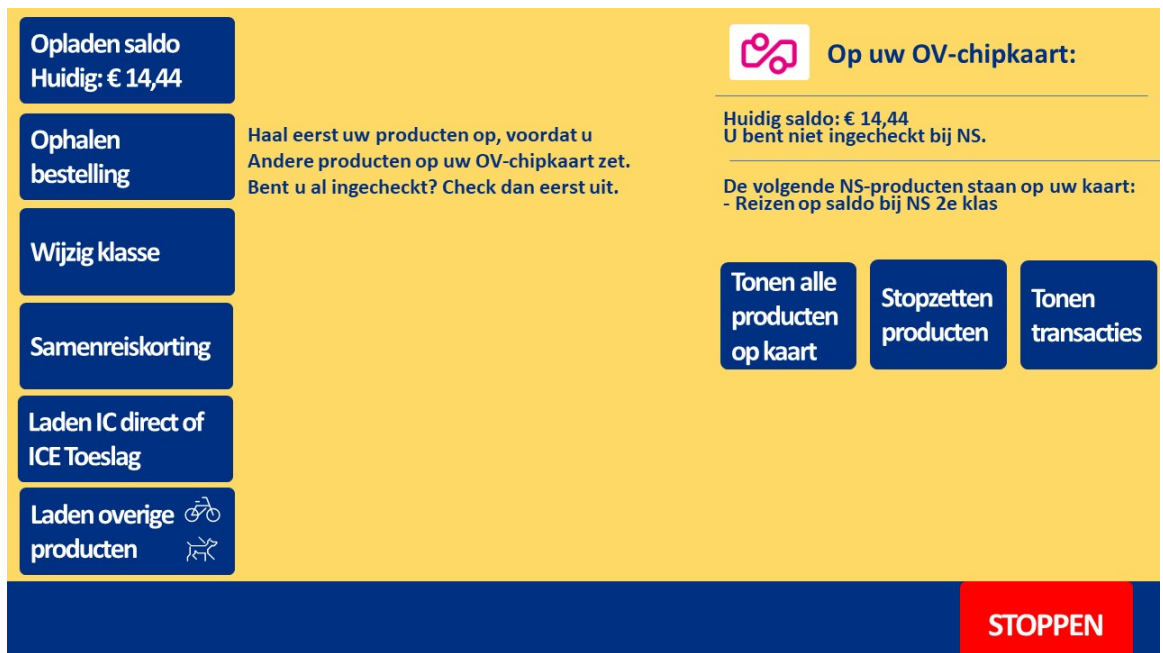 Opladen saldo
Huidig: € 14,44
Ophalen
bestelling
Wijzig klasse
Samenreiskorting
Laden IC direct of
ICE Toeslag
Laden overige
producten
Haal eerst uw producten op, voordat u
Andere producten op uw OV-chipkaart zet.
Bent u al ingecheckt? Check dan eerst uit.
Op uw OV-chipkaart:
Huidig saldo: € 14,44
U bent niet ingecheckt bij NS.
De volgende NS-producten staan op uw kaart:
- Reizen op saldo bij NS 2e klas
Tonen alle
producten
op kaart
Stopzetten
producten
Tonen
transacties
STOPPEN